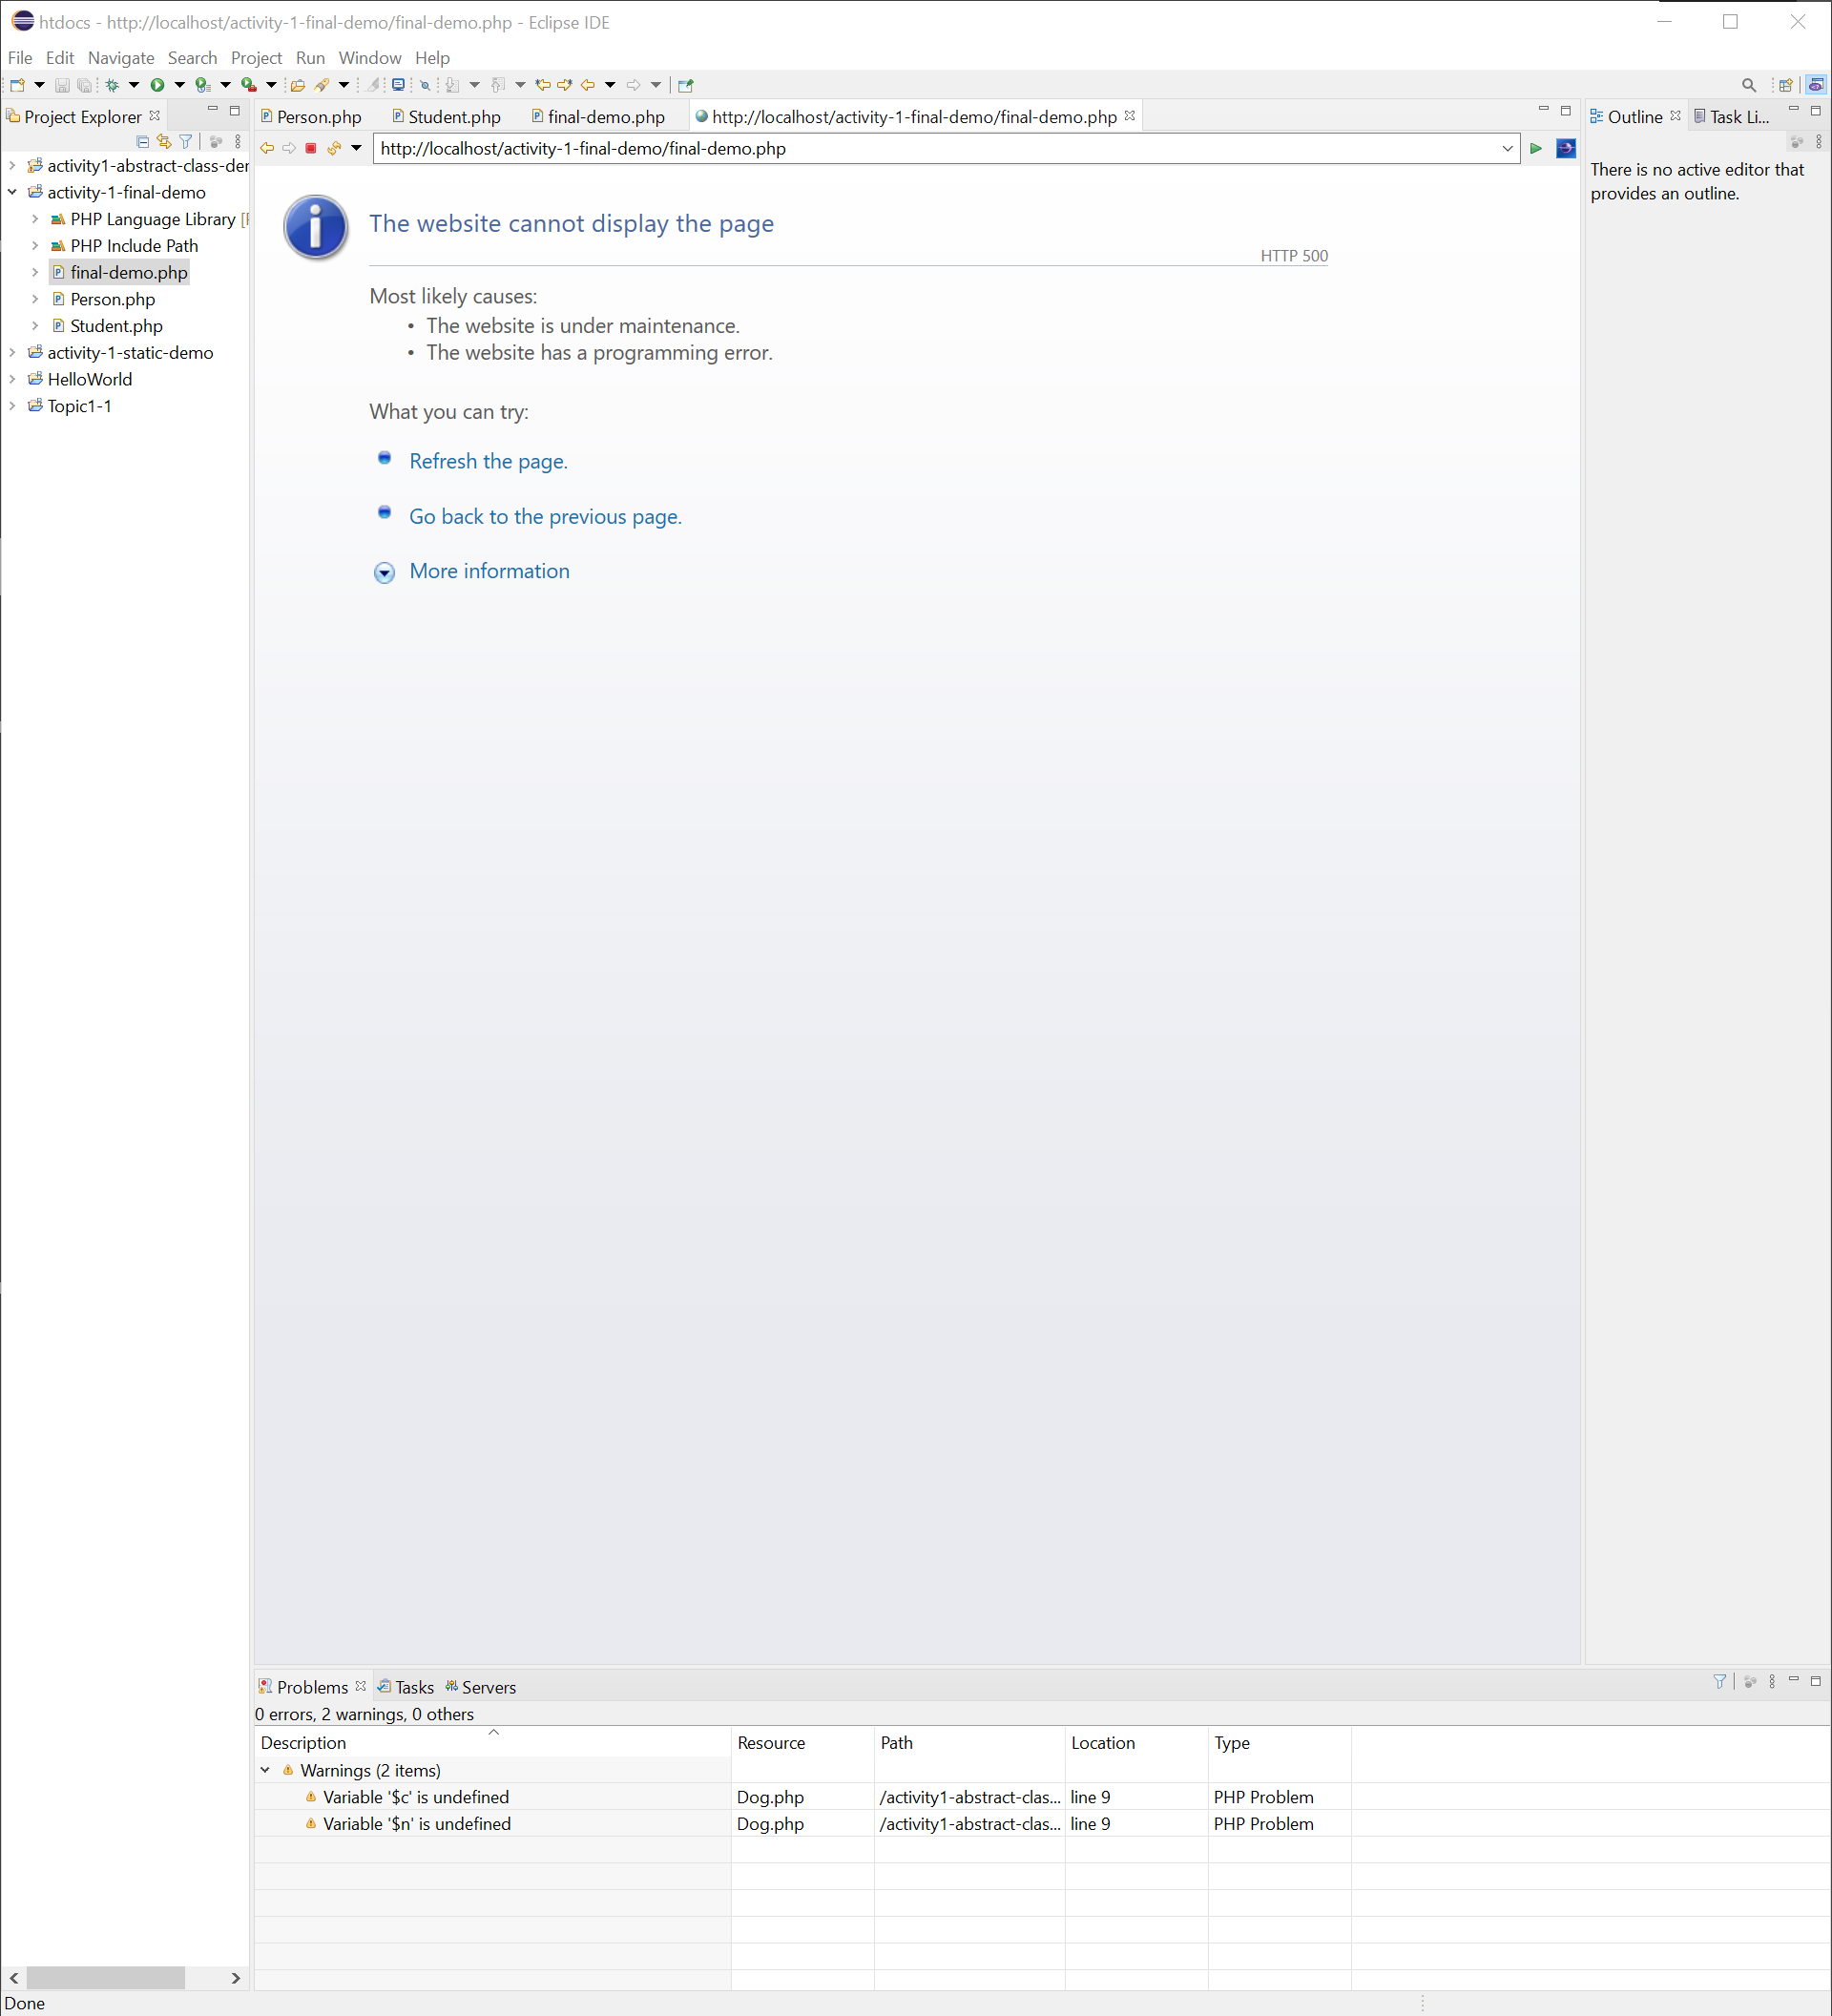 htdocs - http://localhost/activity-1-final-demo/final-demo.php - Eclipse IDE
File Edit Navigate Search Project Run Window Help
Project Explorer
activity1-abstract-class-der
activity-1-final-demo
PHP Language Library [P
PHP Include Path
final-demo.php
Person.php
Student.php
activity-1-static-demo
HelloWorld
Topic1-1
Person.php Student.php final-demo.php http://localhost/activity-1-final-demo/final-demo.php
http://localhost/activity-1-final-demo/final-demo.php
The website cannot display the page
HTTP 500
Most likely causes:
• The website is under maintenance.
• The website has a programming error.
What you can try:
Refresh the page.
Go back to the previous page.
More information
Outline Task Li...
There is no active editor that
provides an outline.
Problems Tasks Servers
0 errors, 2 warnings, 0 others
Description Resource Path Location Type
Warnings (2 items)
Variable '$c' is undefined Dog.php /activity1-abstract-clas... line 9 PHP Problem
Variable '$n' is undefined Dog.php /activity1-abstract-clas... line 9 PHP Problem
Done